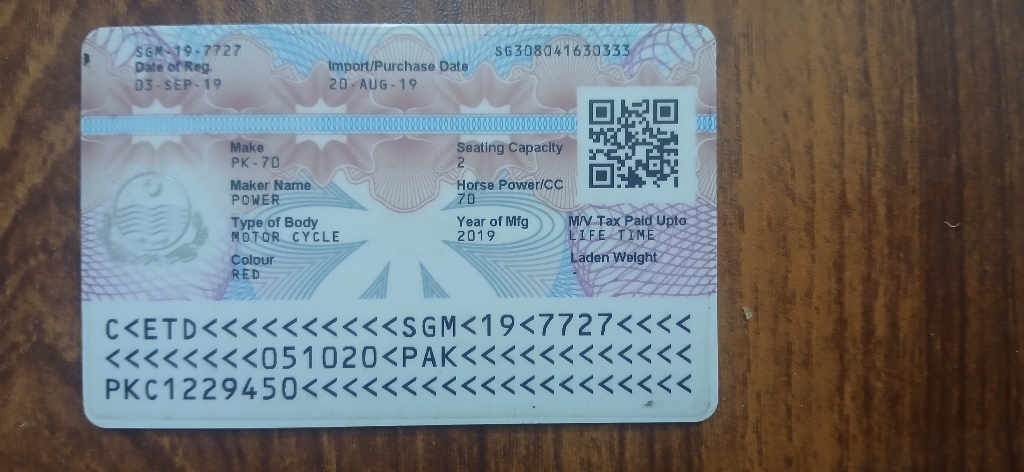 SGM-19-7727 SG308041630333
Date of Reg. Import/Purchase Date
03-SEP-19 20-AUG-19
Make Seating Capacity
PK-70 2
Maker Name Horse Power/CC
POWER 70
Type of Body Year of Mfg M/V Tax Paid Upto
MOTOR CYCLE 2019 LIFE TIME
Colour Laden Weight
RED -
C<ETD<<<<<<<<<<SGM<19<7727<<<<
<<<<<<<<051020<PAK<<<<<<<<<<<<
PKC1229450<<<<<<<<<<<<<<<<<<<<